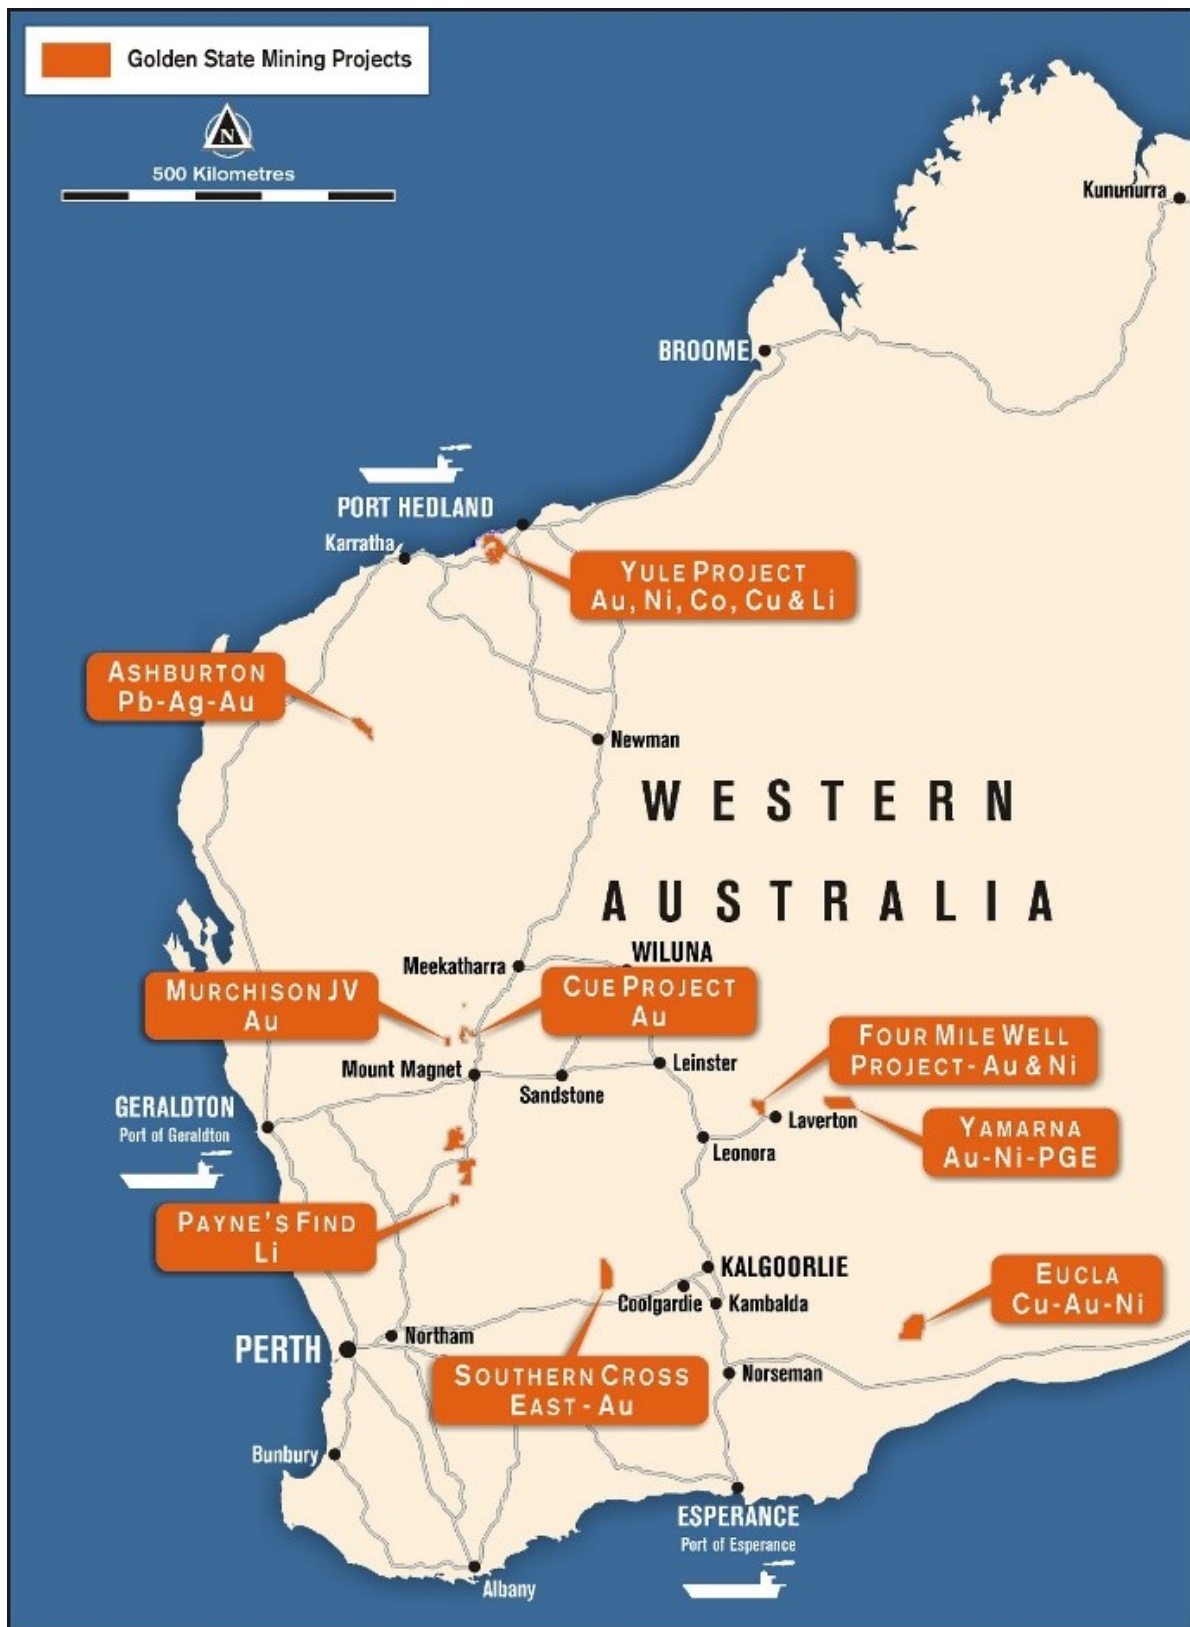 Golden State Mining Projects
N
500 Kilometres
Kununurra
BROOME
PORT HEDLAND
Karratha
YULE PROJECT
Au, Ni, Co, Cu & Li
ASHBURTON
Pb-Ag-Au
Newman
WESTERN
AUSTRALIA
Meekatharra
WILUNA
MURCHISON JV
Au
CUE PROJECT
Au
Mount Magnet
Sandstone
Leinster
FOUR MILE WELL
PROJECT - Au & Ni
GERALDTON
Port of Geraldton
Laverton
Leonora
YAMARNA
Au-Ni-PGE
PAYNE'S FIND
Li
KALGOORLIE
Coolgardie
Kambalda
EUCLA
Cu-Au-Ni
PERTH
Northam
SOUTHERN CROSS
EAST - Au
Norseman
Bunbury
ESPERANCE
Port of Esperance
Albany